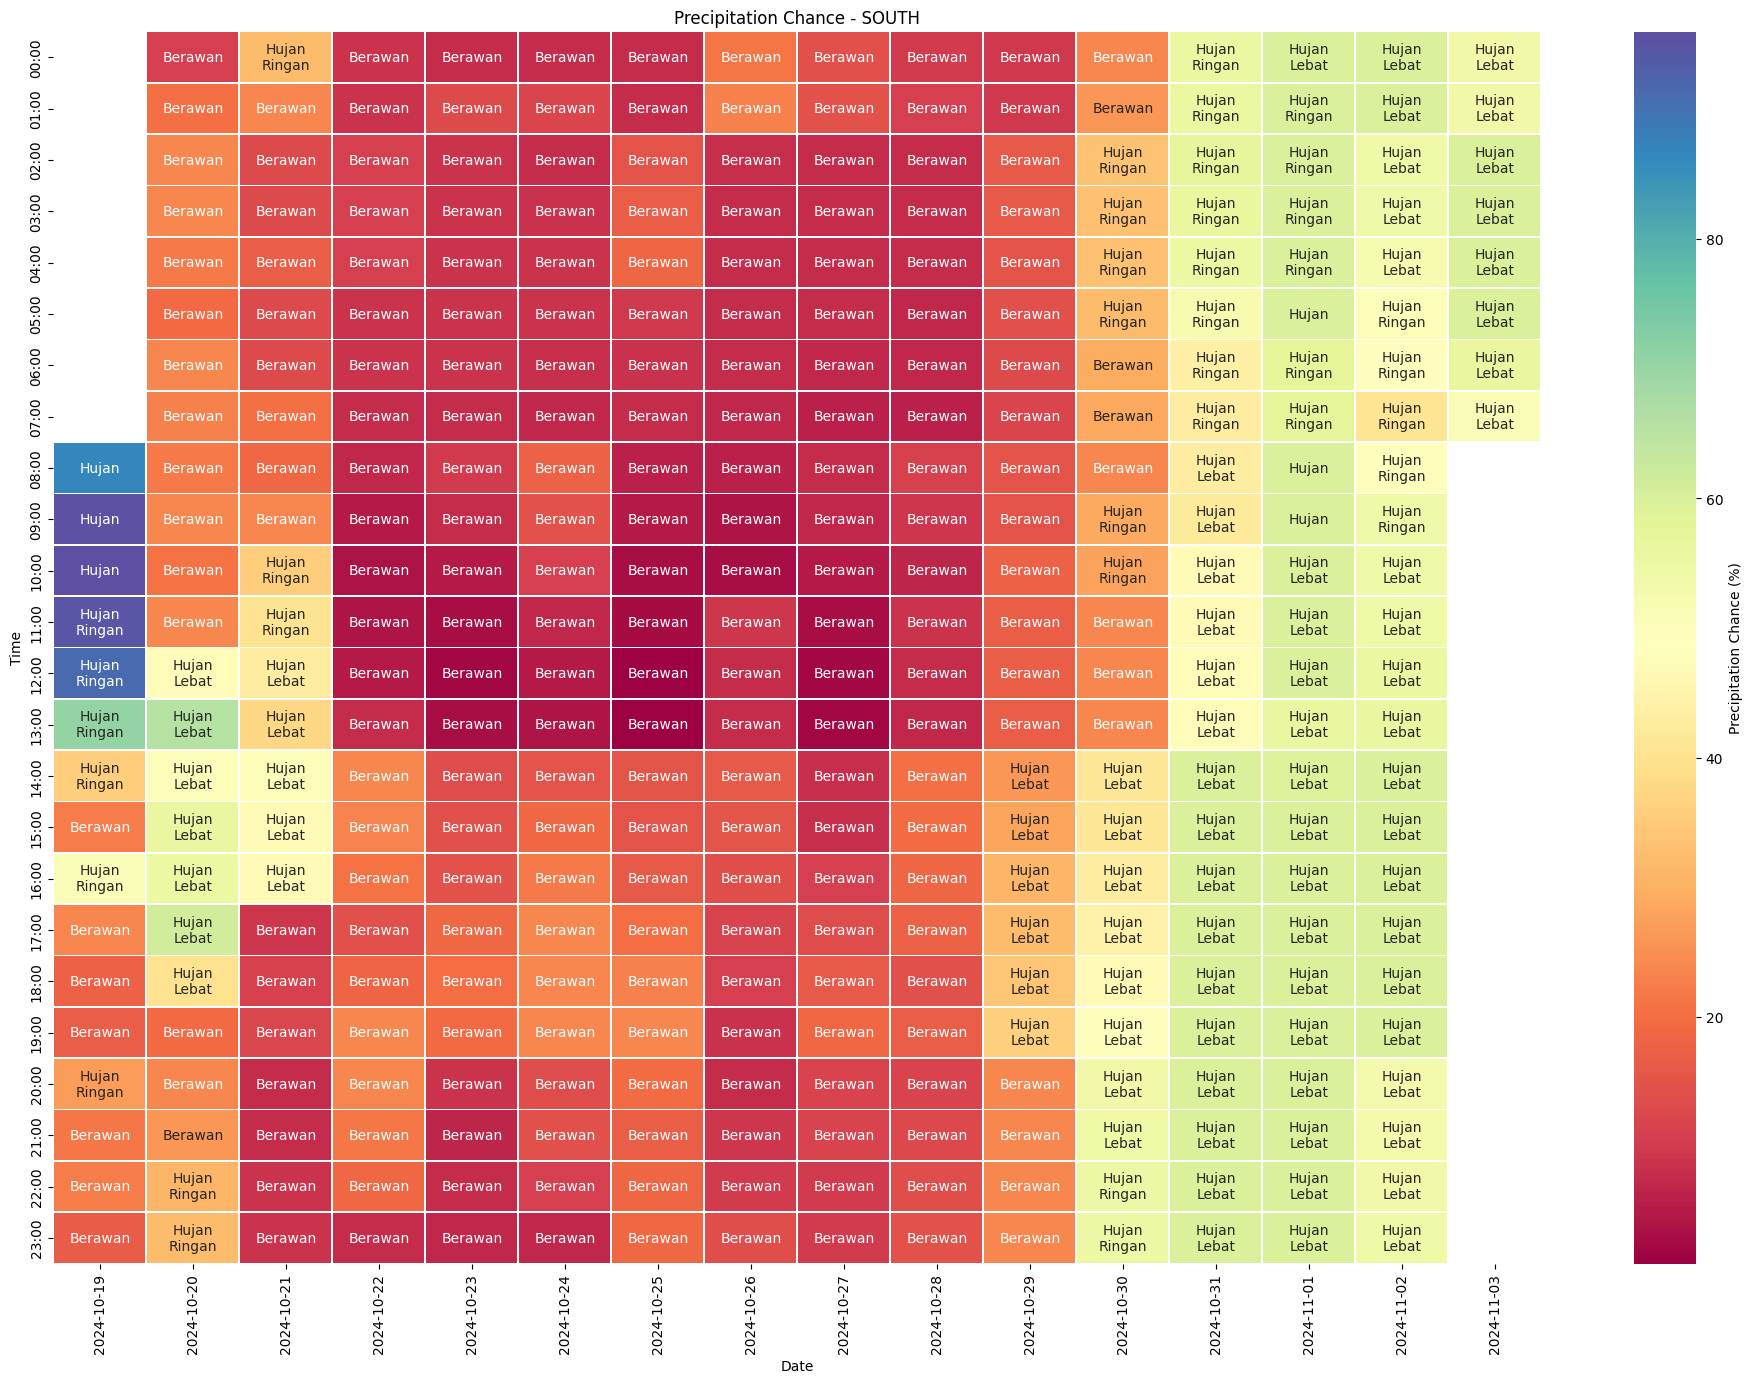 Precipitation Chance - SOUTH
00:00 Berawan Hujan Ringan Berawan Berawan Berawan Berawan Berawan Berawan Berawan Berawan Berawan Hujan Ringan Hujan Lebat Hujan Lebat Hujan Lebat
01:00 Berawan Berawan Berawan Berawan Berawan Berawan Berawan Berawan Berawan Berawan Berawan Hujan Ringan Hujan Ringan Hujan Lebat Hujan Lebat
02:00 Berawan Berawan Berawan Berawan Berawan Berawan Berawan Berawan Berawan Berawan Hujan Ringan Hujan Ringan Hujan Ringan Hujan Lebat Hujan Lebat
03:00 Berawan Berawan Berawan Berawan Berawan Berawan Berawan Berawan Berawan Berawan Hujan Ringan Hujan Ringan Hujan Ringan Hujan Lebat Hujan Lebat
04:00 Berawan Berawan Berawan Berawan Berawan Berawan Berawan Berawan Berawan Berawan Hujan Ringan Hujan Ringan Hujan Ringan Hujan Lebat Hujan Lebat
05:00 Berawan Berawan Berawan Berawan Berawan Berawan Berawan Berawan Berawan Berawan Hujan Ringan Hujan Ringan Hujan Hujan Ringan Hujan Lebat
06:00 Berawan Berawan Berawan Berawan Berawan Berawan Berawan Berawan Berawan Berawan Berawan Hujan Ringan Hujan Ringan Hujan Ringan Hujan Lebat
07:00 Berawan Berawan Berawan Berawan Berawan Berawan Berawan Berawan Berawan Berawan Berawan Hujan Ringan Hujan Ringan Hujan Ringan Hujan Lebat
08:00 Hujan Berawan Berawan Berawan Berawan Berawan Berawan Berawan Berawan Berawan Berawan Berawan Hujan Lebat Hujan Hujan Ringan
09:00 Hujan Berawan Berawan Berawan Berawan Berawan Berawan Berawan Berawan Berawan Berawan Hujan Ringan Hujan Lebat Hujan Hujan Ringan
10:00 Hujan Berawan Hujan Ringan Berawan Berawan Berawan Berawan Berawan Berawan Berawan Berawan Hujan Ringan Hujan Lebat Hujan Lebat Hujan Lebat
11:00 Hujan Ringan Berawan Hujan Ringan Berawan Berawan Berawan Berawan Berawan Berawan Berawan Berawan Berawan Hujan Lebat Hujan Lebat Hujan Lebat
12:00 Hujan Ringan Hujan Lebat Hujan Lebat Berawan Berawan Berawan Berawan Berawan Berawan Berawan Berawan Berawan Hujan Lebat Hujan Lebat Hujan Lebat
13:00 Hujan Ringan Hujan Lebat Hujan Lebat Berawan Berawan Berawan Berawan Berawan Berawan Berawan Berawan Berawan Hujan Lebat Hujan Lebat Hujan Lebat
14:00 Hujan Ringan Hujan Lebat Hujan Lebat Berawan Berawan Berawan Berawan Berawan Berawan Berawan Hujan Lebat Hujan Lebat Hujan Lebat Hujan Lebat Hujan Lebat
15:00 Berawan Hujan Lebat Hujan Lebat Berawan Berawan Berawan Berawan Berawan Berawan Berawan Hujan Lebat Hujan Lebat Hujan Lebat Hujan Lebat Hujan Lebat
16:00 Hujan Ringan Hujan Lebat Hujan Lebat Berawan Berawan Berawan Berawan Berawan Berawan Berawan Hujan Lebat Hujan Lebat Hujan Lebat Hujan Lebat Hujan Lebat
17:00 Berawan Hujan Lebat Berawan Berawan Berawan Berawan Berawan Berawan Berawan Berawan Hujan Lebat Hujan Lebat Hujan Lebat Hujan Lebat Hujan Lebat
18:00 Berawan Hujan Lebat Berawan Berawan Berawan Berawan Berawan Berawan Berawan Berawan Hujan Lebat Hujan Lebat Hujan Lebat Hujan Lebat Hujan Lebat
19:00 Berawan Berawan Berawan Berawan Berawan Berawan Berawan Berawan Berawan Berawan Hujan Lebat Hujan Lebat Hujan Lebat Hujan Lebat Hujan Lebat
20:00 Hujan Ringan Berawan Berawan Berawan Berawan Berawan Berawan Berawan Berawan Berawan Berawan Hujan Lebat Hujan Lebat Hujan Lebat Hujan Lebat
21:00 Berawan Berawan Berawan Berawan Berawan Berawan Berawan Berawan Berawan Berawan Berawan Hujan Lebat Hujan Lebat Hujan Lebat Hujan Lebat
22:00 Berawan Hujan Ringan Berawan Berawan Berawan Berawan Berawan Berawan Berawan Berawan Berawan Hujan Ringan Hujan Lebat Hujan Lebat Hujan Lebat
23:00 Berawan Hujan Ringan Berawan Berawan Berawan Berawan Berawan Berawan Berawan Berawan Berawan Hujan Ringan Hujan Lebat Hujan Lebat Hujan Lebat
2024-10-19 2024-10-20 2024-10-21 2024-10-22 2024-10-23 2024-10-24 2024-10-25 2024-10-26 2024-10-27 2024-10-28 2024-10-29 2024-10-30 2024-10-31 2024-11-01 2024-11-02 2024-11-03
Date
Time
80
60
40
20
Precipitation Chance (%)